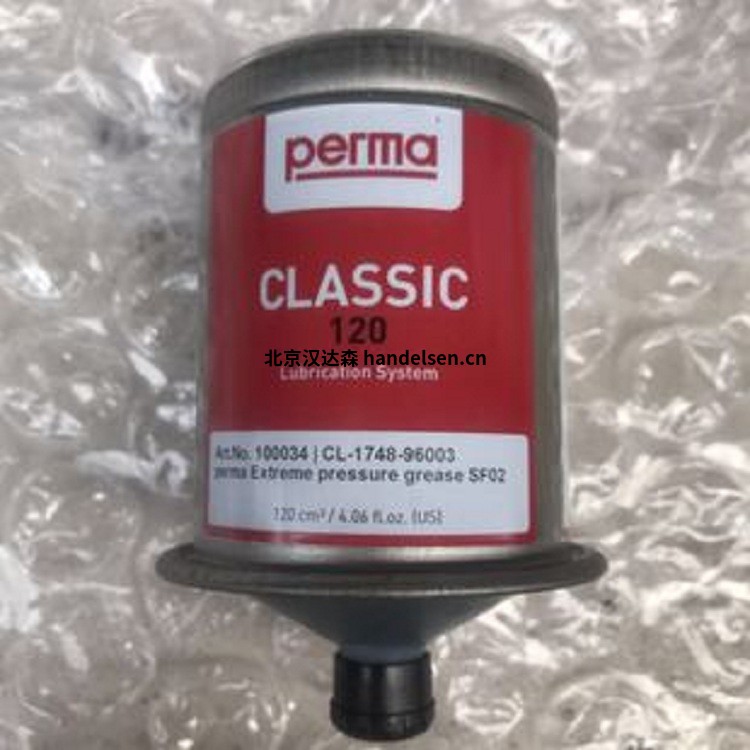 perma
CLASSIC
120
北京汉达森 handelsen.cn
Lubrication System
Art.No. 100034 | CL-1748-96003
perma Extreme pressure grease SF02
120 cm³ / 4.06 fl.oz. (US)